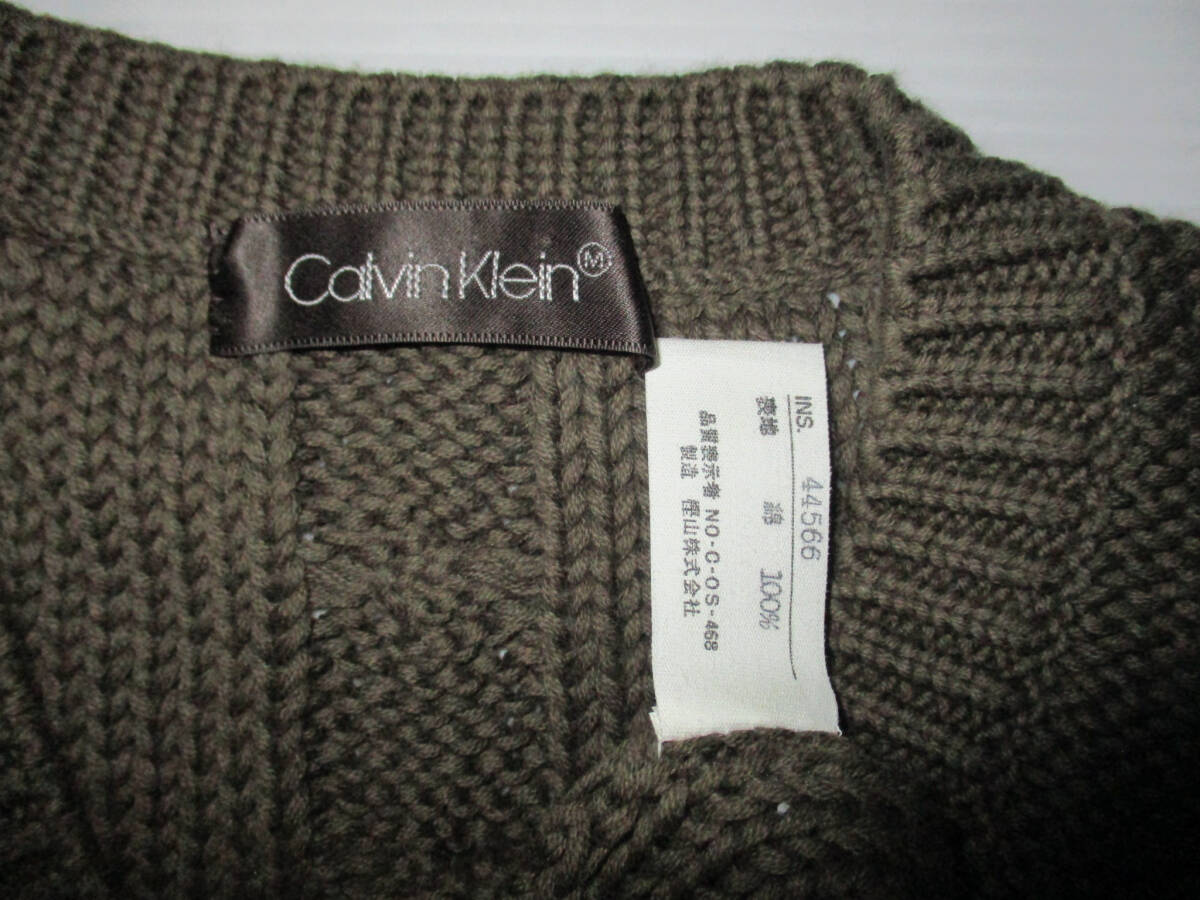 Calvin Klein Ⓜ
INS. 44566
表地 綿 100%
品質表示者 NO-C-OS-468
製造 樫山株式会社